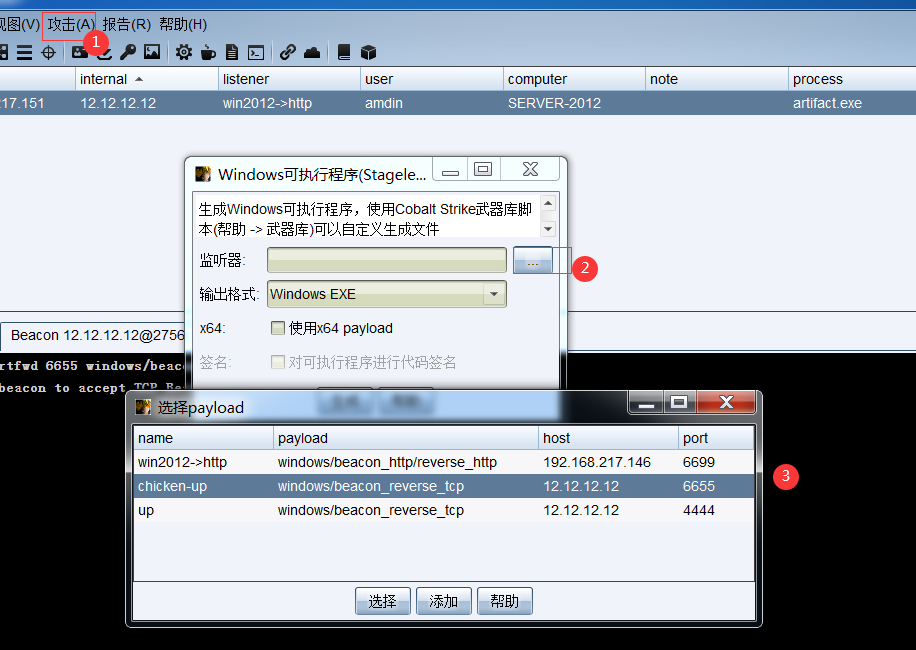 视图(V) 攻击(A) 报告(R) 帮助(H)
1
internal listener user computer note process
17.151 12.12.12.12 win2012->http amdin SERVER-2012 artifact.exe
Windows可执行程序(Stagele...
生成Windows可执行程序，使用Cobalt Strike武器库脚
本(帮助 -> 武器库)可以自定义生成文件
监听器: ...
2
输出格式: Windows EXE
x64: 使用x64 payload
签名: 对可执行程序进行代码签名
Beacon 12.12.12.12@2756
rtfwd 6655 windows/beac
beacon to accept TCP Be
选择payload
name payload host port
win2012->http windows/beacon_http/reverse_http 192.168.217.146 6699
chicken-up windows/beacon_reverse_tcp 12.12.12.12 6655
up windows/beacon_reverse_tcp 12.12.12.12 4444
3
选择 添加 帮助